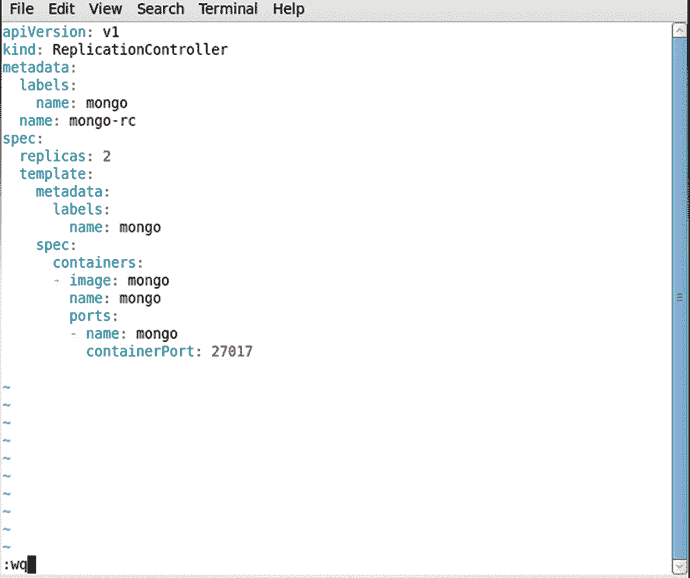 File Edit View Search Terminal Help
apiVersion: v1
kind: ReplicationController
metadata:
  labels:
    name: mongo
  name: mongo-rc
spec:
  replicas: 2
  template:
    metadata:
      labels:
        name: mongo
    spec:
      containers:
      - image: mongo
        name: mongo
        ports:
        - name: mongo
          containerPort: 27017
~
~
~
~
~
~
~
~
~
~
:wq